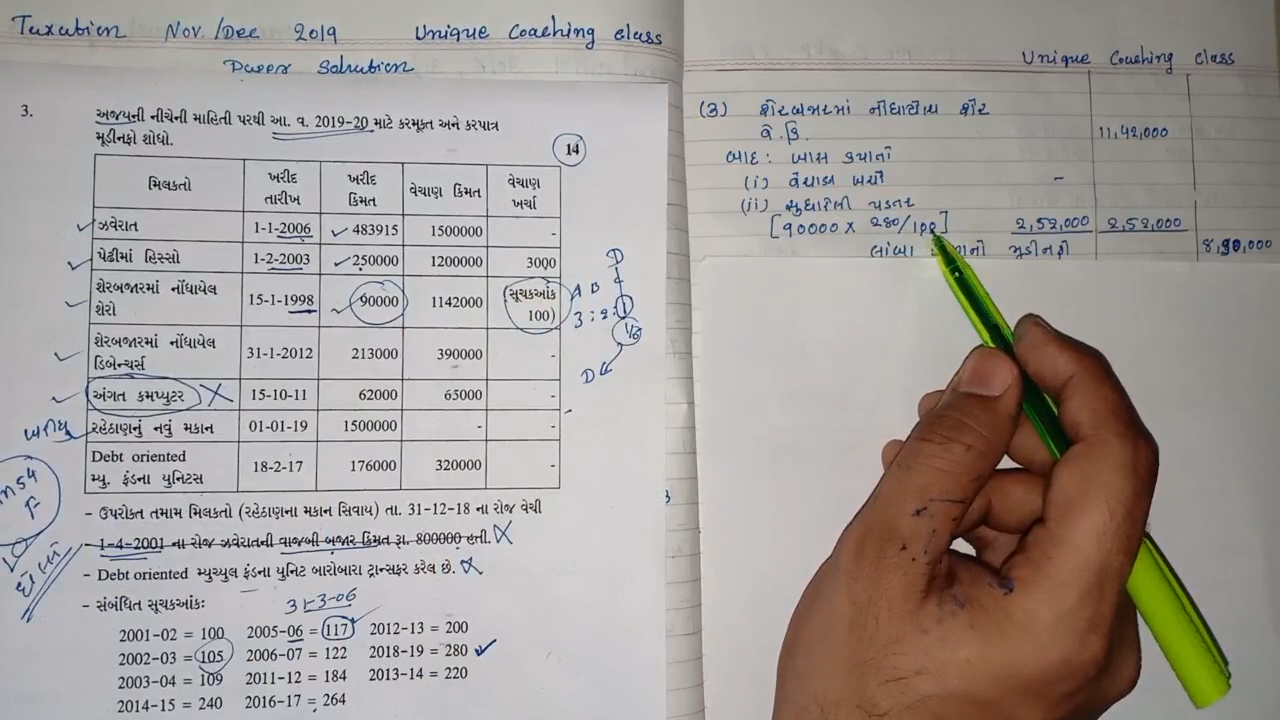 Taxation Nov./Dec 2019 Unique Coaching class
Paper Solution
3. અજયની નીચેની માહિતી પરથી આ. વ. 2019-20 માટે કરમૂક્ત અને કરપાત્ર
મૂડીનફો શોધો.
14
મિલકતો ખરીદ તારીખ ખરીદ કિંમત વેચાણ કિંમત વેચાણ ખર્ચા
ઝવેરાત 1-1-2006 483915 1500000 -
પેઢીમાં હિસ્સો 1-2-2003 250000 1200000 3000
શેરબજારમાં નોંધાયેલ શેરો 15-1-1998 90000 1142000 (સૂચકઆંક 100)
શેરબજારમાં નોંધાયેલ ડિબેન્ચર્સ 31-1-2012 213000 390000 -
અંગત કમ્પ્યુટર 15-10-11 62000 65000 -
રહેઠાણનું નવું મકાન 01-01-19 1500000 -
Debt oriented મ્યુ. ફંડના યુનિટસ 18-2-17 176000 320000 -
D
A B
3 : 2 : 1
1/6
D
ખરીધુ
54
F
- ઉપરોક્ત તમામ મિલકતો (રહેઠાણના મકાન સિવાય) તા. 31-12-18 ના રોજ વેચી
- 1-4-2001 ના રોજ ઝવેરાતની વાજબી બજાર કિંમત રૂા. 800000 હતી.
- Debt oriented મ્યુચ્યુલ ફંડના યુનિટ બારોબારા ટ્રાન્સફર કરેલ છે.
- સંબંધિત સૂચકઆંકઃ
31-3-06
2001-02 = 100 2005-06 = 117 2012-13 = 200
2002-03 = 105 2006-07 = 122 2018-19 = 280
2003-04 = 109 2011-12 = 184 2013-14 = 220
2014-15 = 240 2016-17 = 264
Unique Coaching class
(3) શેરબજારમાં નોંધાયેલ શેર
વે. કિં. 11,42,000
બાદ : ખાસ કપાતો
(i) વેચાણ ખર્ચ -
(ii) સુધારેલી પડતર
[90000 x 280/100] 2,52,000 2,52,000
લાંબા મૂડીનફો 8,90,000